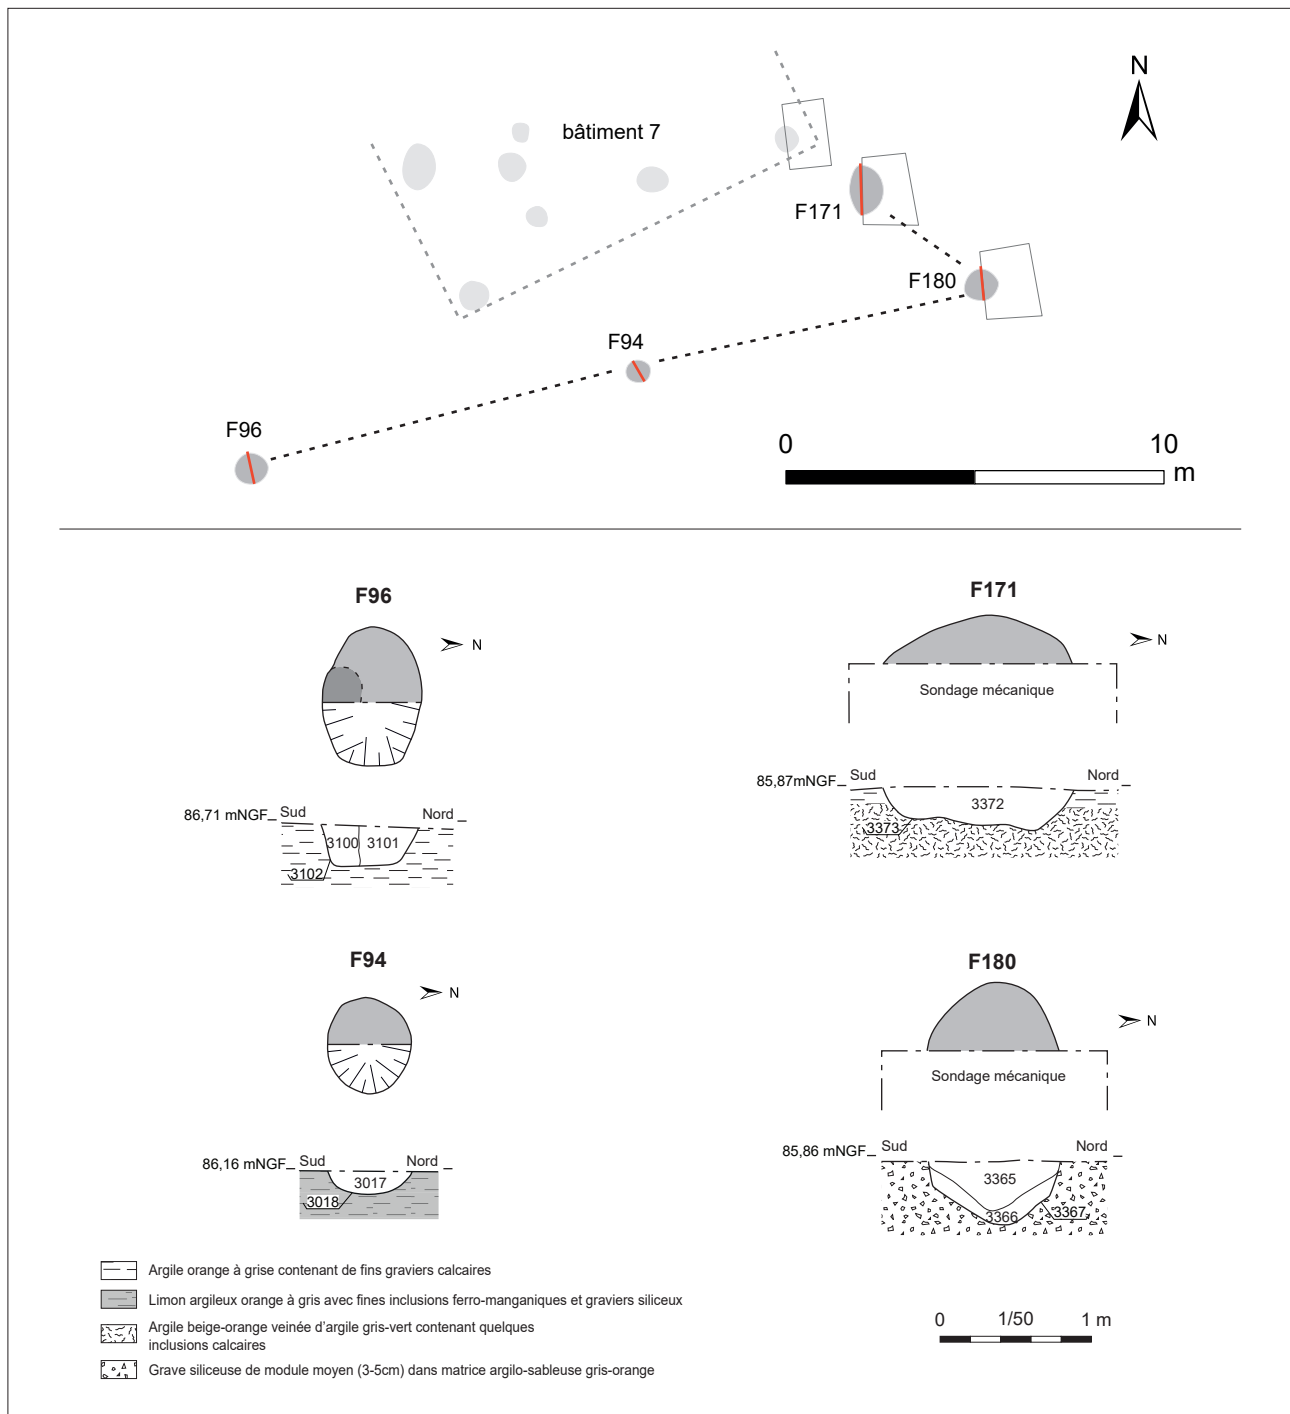 N
bâtiment 7
F171
F180
F94
F96
0 10
m
F96
N
86,71 mNGF
Sud Nord
3100 3101
3102
F171
N
Sondage mécanique
85,87mNGF
Sud Nord
3372
3373
F94
N
86,16 mNGF
Sud Nord
3017
3018
F180
N
Sondage mécanique
85,86 mNGF
Sud Nord
3365
3366 3367
Argile orange à grise contenant de fins graviers calcaires
Limon argileux orange à gris avec fines inclusions ferro-manganiques et graviers siliceux
Argile beige-orange veinée d'argile gris-vert contenant quelques
inclusions calcaires
Grave siliceuse de module moyen (3-5cm) dans matrice argilo-sableuse gris-orange
0 1/50 1 m